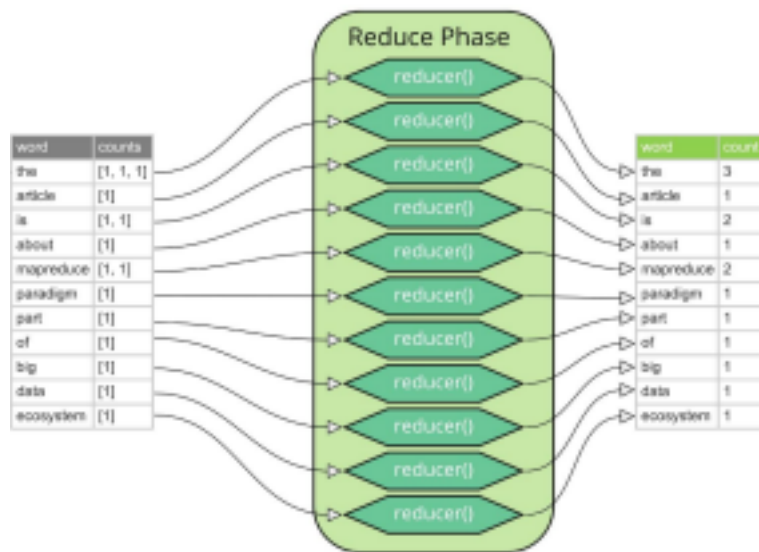 Reduce Phase
reducer()
reducer()
reducer()
reducer()
reducer()
reducer()
reducer()
reducer()
reducer()
reducer()
reducer()
word counts
the [1, 1, 1]
article [1]
is [1, 1]
about [1]
mapreduce [1, 1]
paradigm [1]
part [1]
of [1]
big [1]
data [1]
ecosystem [1]
word count
the 3
article 1
is 2
about 1
mapreduce 2
paradigm 1
part 1
of 1
big 1
data 1
ecosystem 1